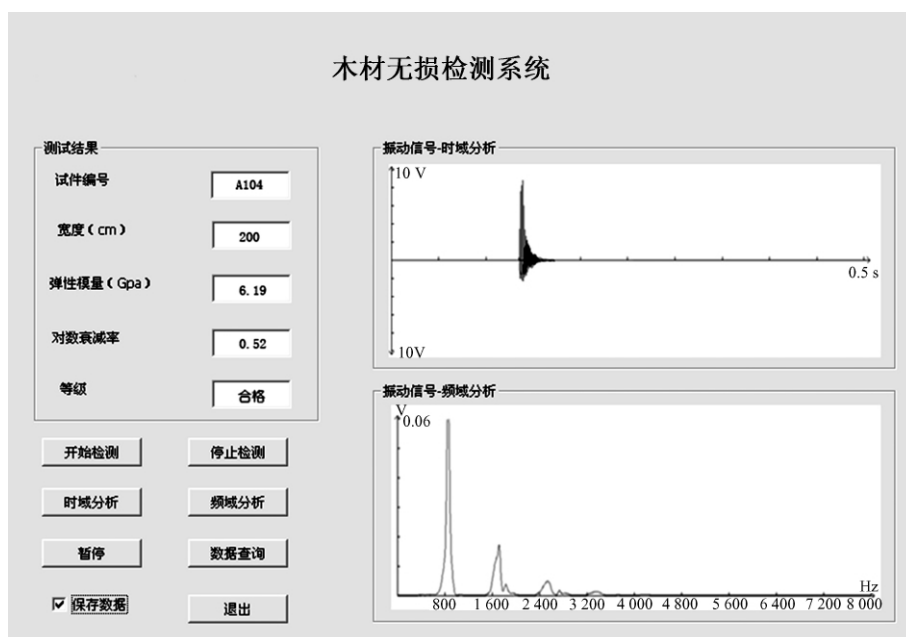 木材无损检测系统
测试结果
试件编号 A104
宽度(cm) 200
弹性模量(Gpa) 6.19
对数衰减率 0.52
等级 合格
开始检测 停止检测
时域分析 频域分析
暂停 数据查询
保存数据 退出
振动信号-时域分析
10 V
0.5 s
10V
振动信号-频域分析
V
0.06
Hz
800 1 600 2 400 3 200 4 000 4 800 5 600 6 400 7 200 8 000